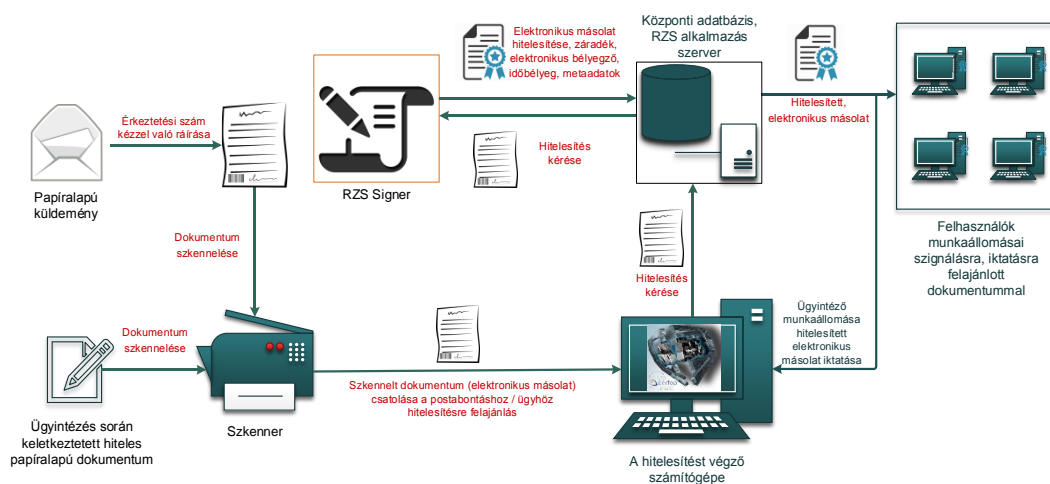 Elektronikus másolat
hitelesítése, záradék,
elektronikus bélyegző,
időbélyeg, metaadatok
Központi adatbázis,
RZS alkalmazás
szerver
Érkeztetési szám
kézzel való ráírása
Hitelesítés
kérése
Hitelesített,
elektronikus másolat
Papíralapú
küldemény
RZS Signer
Felhasználók
munkaállomásai
szignálásra, iktatásra
felajánlott
dokumentummal
Dokumentum
szkennelése
Hitelesítés
kérése
Ügyintéző
munkaállomása
hitelesített
elektronikus
másolat iktatása
Dokumentum
szkennelése
Szkennelt dokumentum (elektronikus másolat)
csatolása a postabontáshoz / ügyhöz
hitelesítésre felajánlás
Szkenner
Ügyintézés során
keletkeztetett hiteles
papíralapú dokumentum
A hitelesítést végző
számítógépe